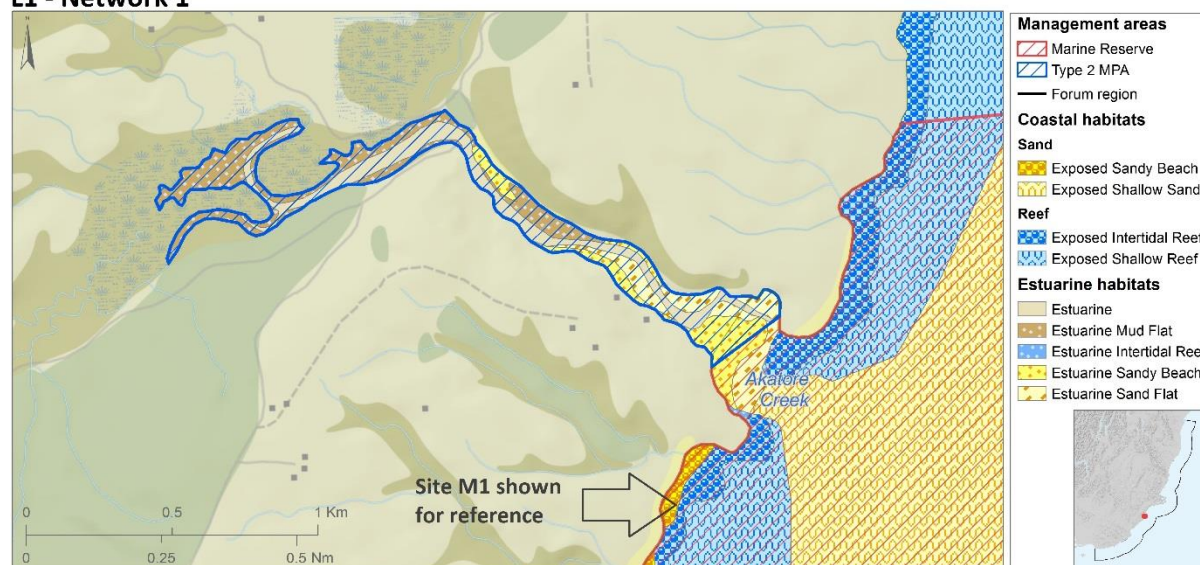 L1 - Network 1
Management areas
Marine Reserve
Type 2 MPA
Forum region
Coastal habitats
Sand
Exposed Sandy Beach
Exposed Shallow Sand
Reef
Exposed Intertidal Reef
Exposed Shallow Reef
Estuarine habitats
Estuarine
Estuarine Mud Flat
Estuarine Intertidal Ree
Estuarine Sandy Beach
Estuarine Sand Flat
Akatore
Creek
Site M1 shown
for reference
0 0.5 1 Km
0 0.25 0.5 Nm